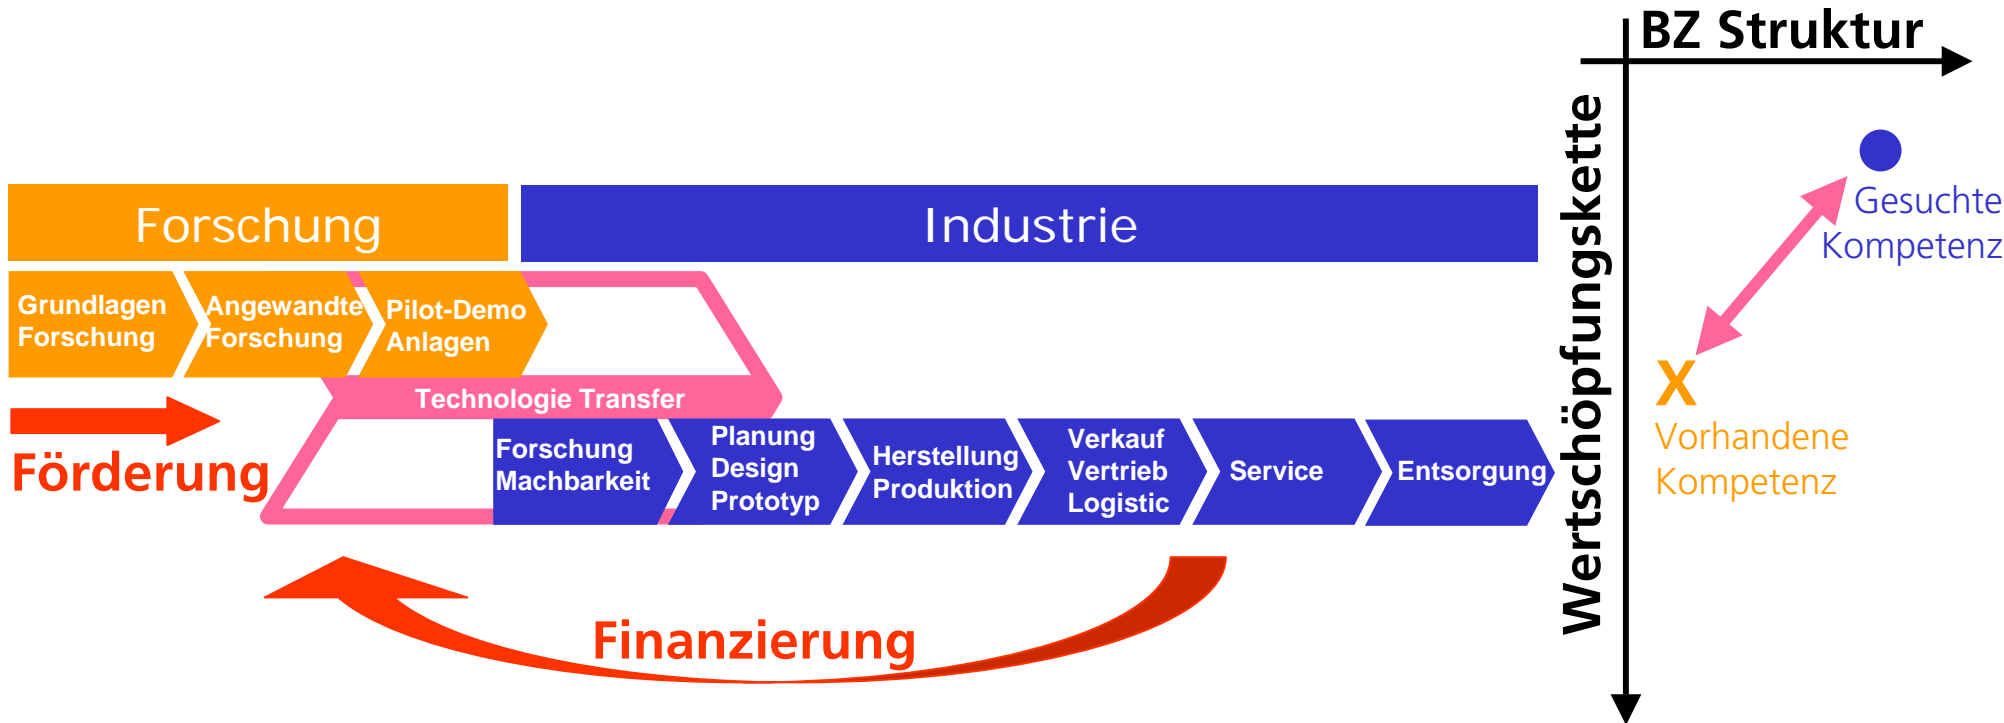 BZ Struktur
Forschung
Industrie
Grundlagen
Forschung
Angewandte
Forschung
Pilot-Demo
Anlagen
Technologie Transfer
Förderung
Forschung
Machbarkeit
Planung
Design
Prototyp
Herstellung
Produktion
Verkauf
Vertrieb
Logistic
Service
Entsorgung
Finanzierung
Wertschöpfungskette
Gesuchte
Kompetenz
X
Vorhandene
Kompetenz